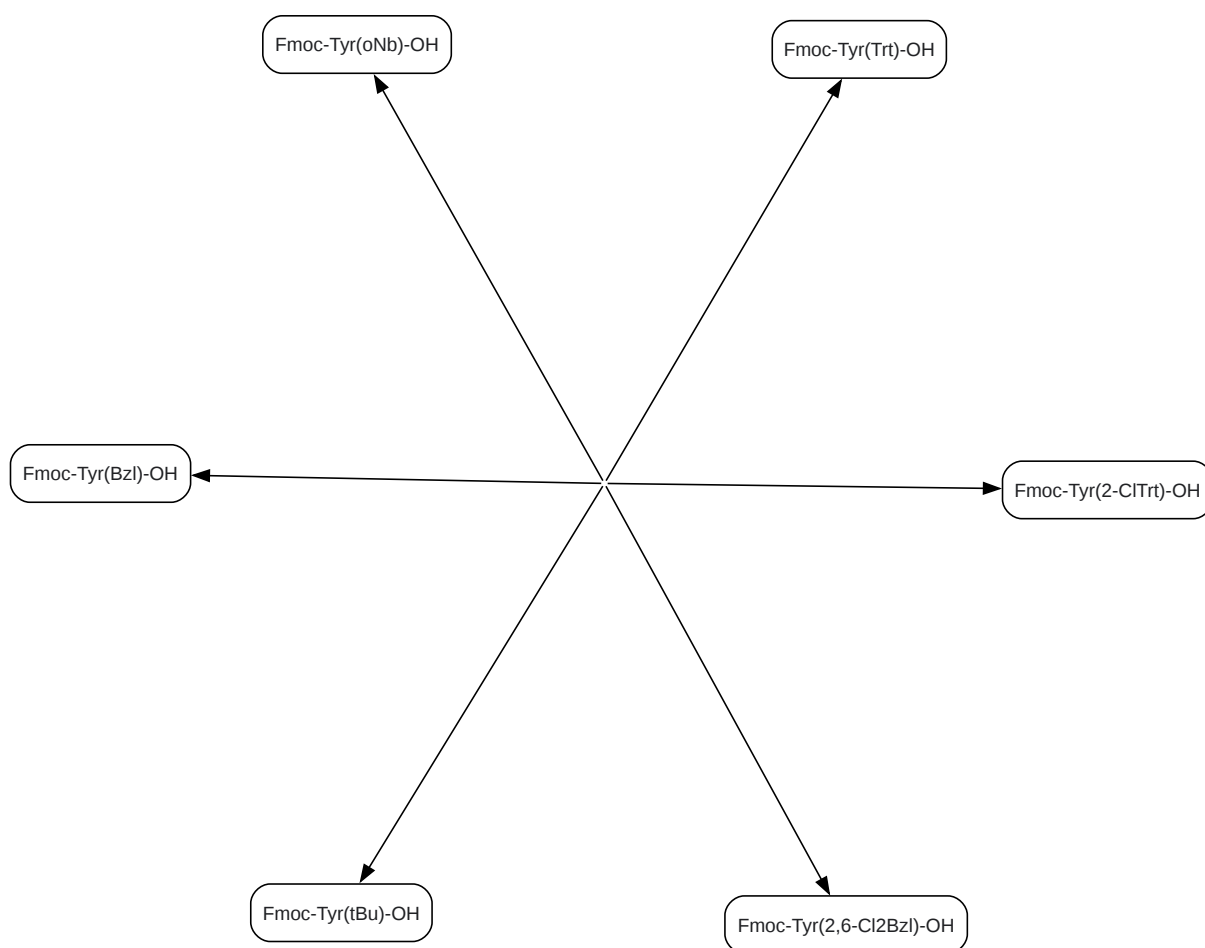 Fmoc-Tyr(oNb)-OH
Fmoc-Tyr(Trt)-OH
Fmoc-Tyr(Bzl)-OH
Fmoc-Tyr(2-ClTrt)-OH
Fmoc-Tyr(tBu)-OH
Fmoc-Tyr(2,6-Cl2Bzl)-OH